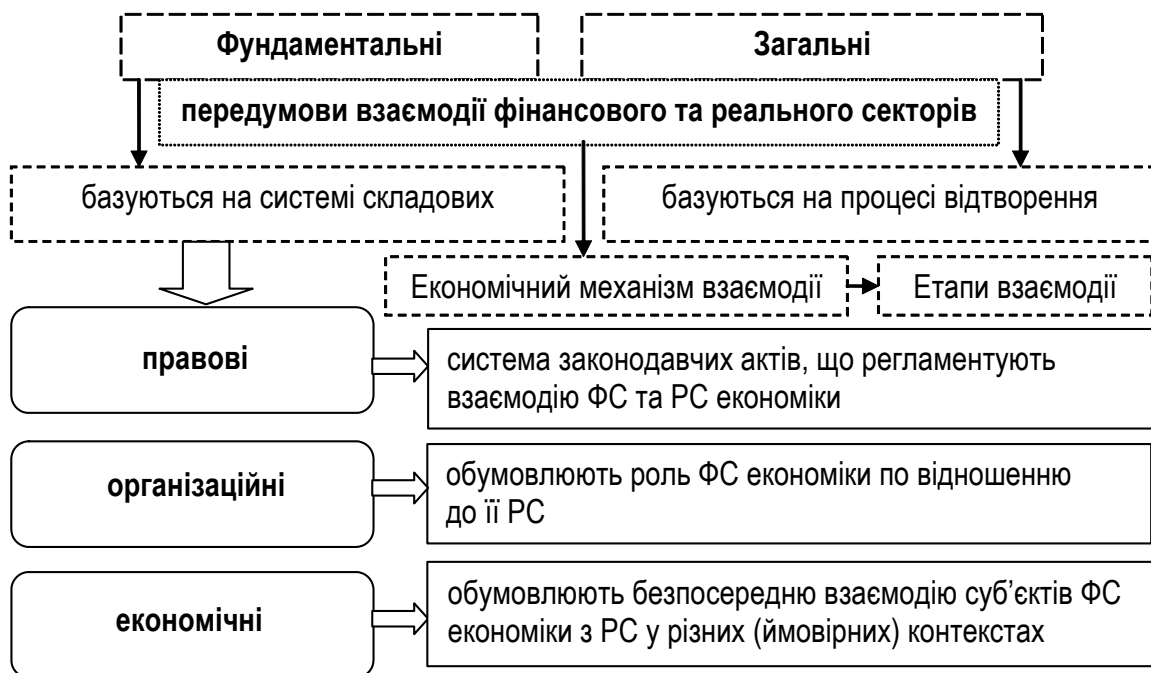 Фундаментальні
Загальні
передумови взаємодії фінансового та реального секторів
базуються на системі складових
базуються на процесі відтворення
Економічний механізм взаємодії
Етапи взаємодії
правові
система законодавчих актів, що регламентують
взаємодію ФС та РС економіки
організаційні
обумовлюють роль ФС економіки по відношенню
до її РС
економічні
обумовлюють безпосередню взаємодію суб’єктів ФС
економіки з РС у різних (ймовірних) контекстах